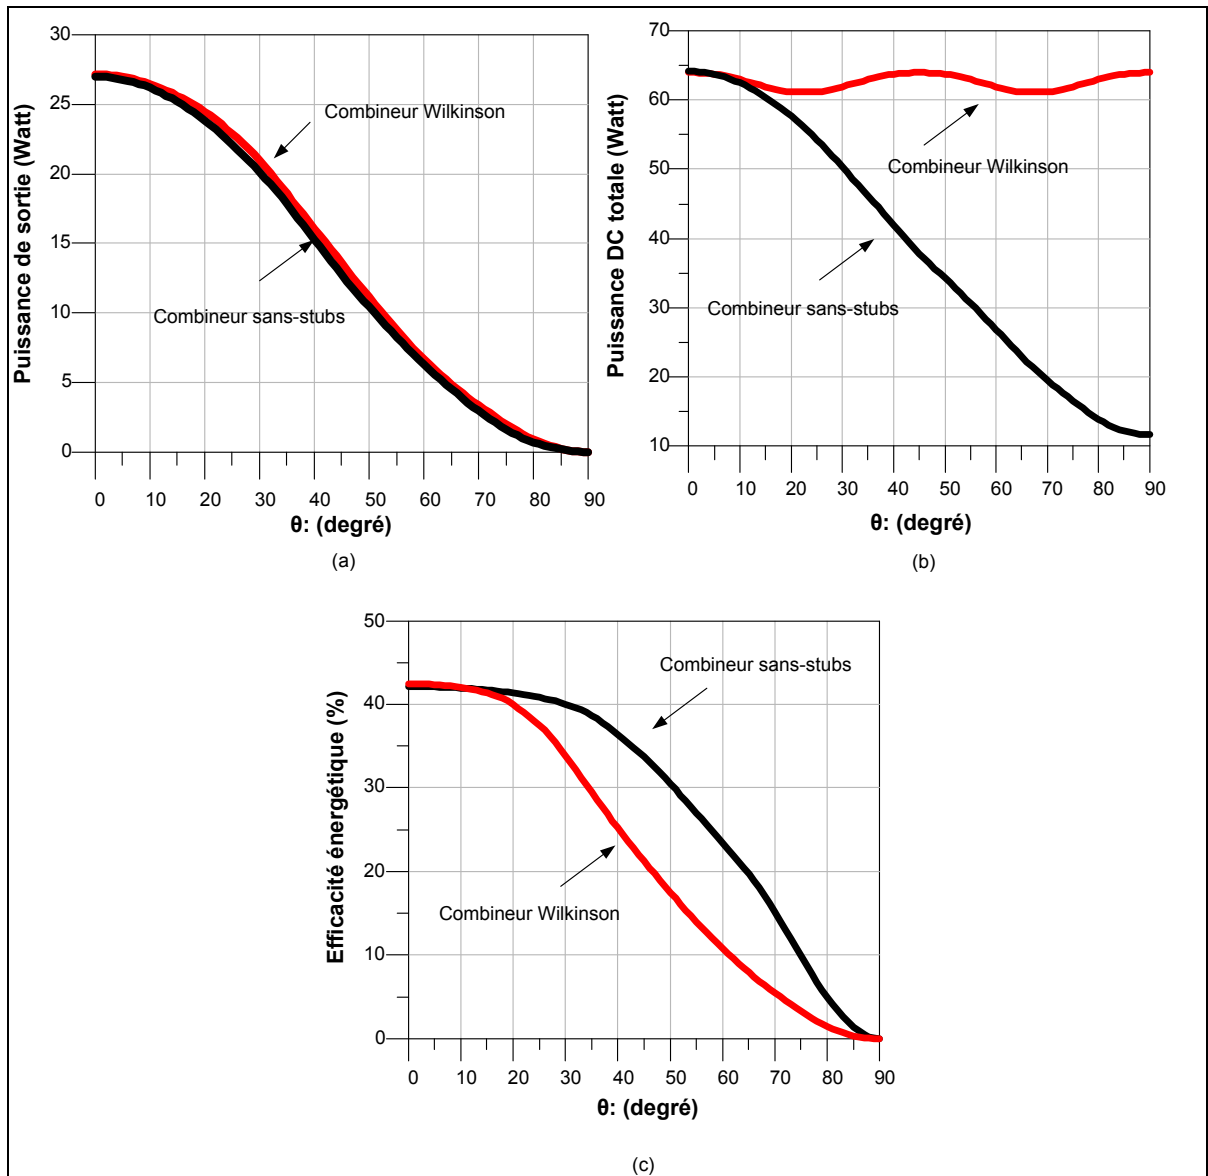 30
25
20
15
10
5
0
Puissance de sortie (Watt)
Combineur Wilkinson
Combineur sans-stubs
0 10 20 30 40 50 60 70 80 90
θ: (degré)
(a)
70
60
50
40
30
20
10
Puissance DC totale (Watt)
Combineur Wilkinson
Combineur sans-stubs
0 10 20 30 40 50 60 70 80 90
θ: (degré)
(b)
50
40
30
20
10
0
Efficacité énergétique (%)
Combineur sans-stubs
Combineur Wilkinson
0 10 20 30 40 50 60 70 80 90
θ: (degré)
(c)